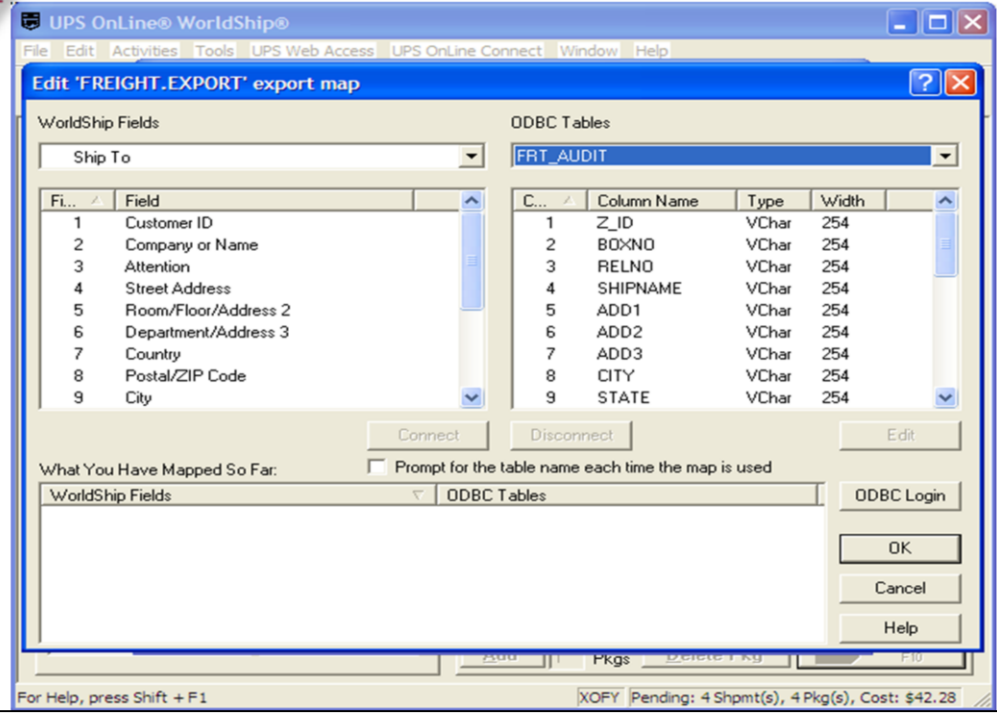 UPS OnLine® WorldShip®
File Edit Activities Tools UPS Web Access UPS OnLine Connect Window Help
Edit 'FREIGHT.EXPORT' export map
WorldShip Fields ODBC Tables
Ship To FRT_AUDIT
Fi... Field C... Column Name Type Width
1 Customer ID 1 Z_ID VChar 254
2 Company or Name 2 BOXNO VChar 254
3 Attention 3 RELNO VChar 254
4 Street Address 4 SHIPNAME VChar 254
5 Room/Floor/Address 2 5 ADD1 VChar 254
6 Department/Address 3 6 ADD2 VChar 254
7 Country 7 ADD3 VChar 254
8 Postal/ZIP Code 8 CITY VChar 254
9 City 9 STATE VChar 254
Connect Disconnect Edit
What You Have Mapped So Far: Prompt for the table name each time the map is used
WorldShip Fields ODBC Tables ODBC Login
OK
Cancel
Help
Add 1 Pkgs Delete Pkg F10
For Help, press Shift + F1 XOFY Pending: 4 Shpmt(s), 4 Pkg(s), Cost: $42.28